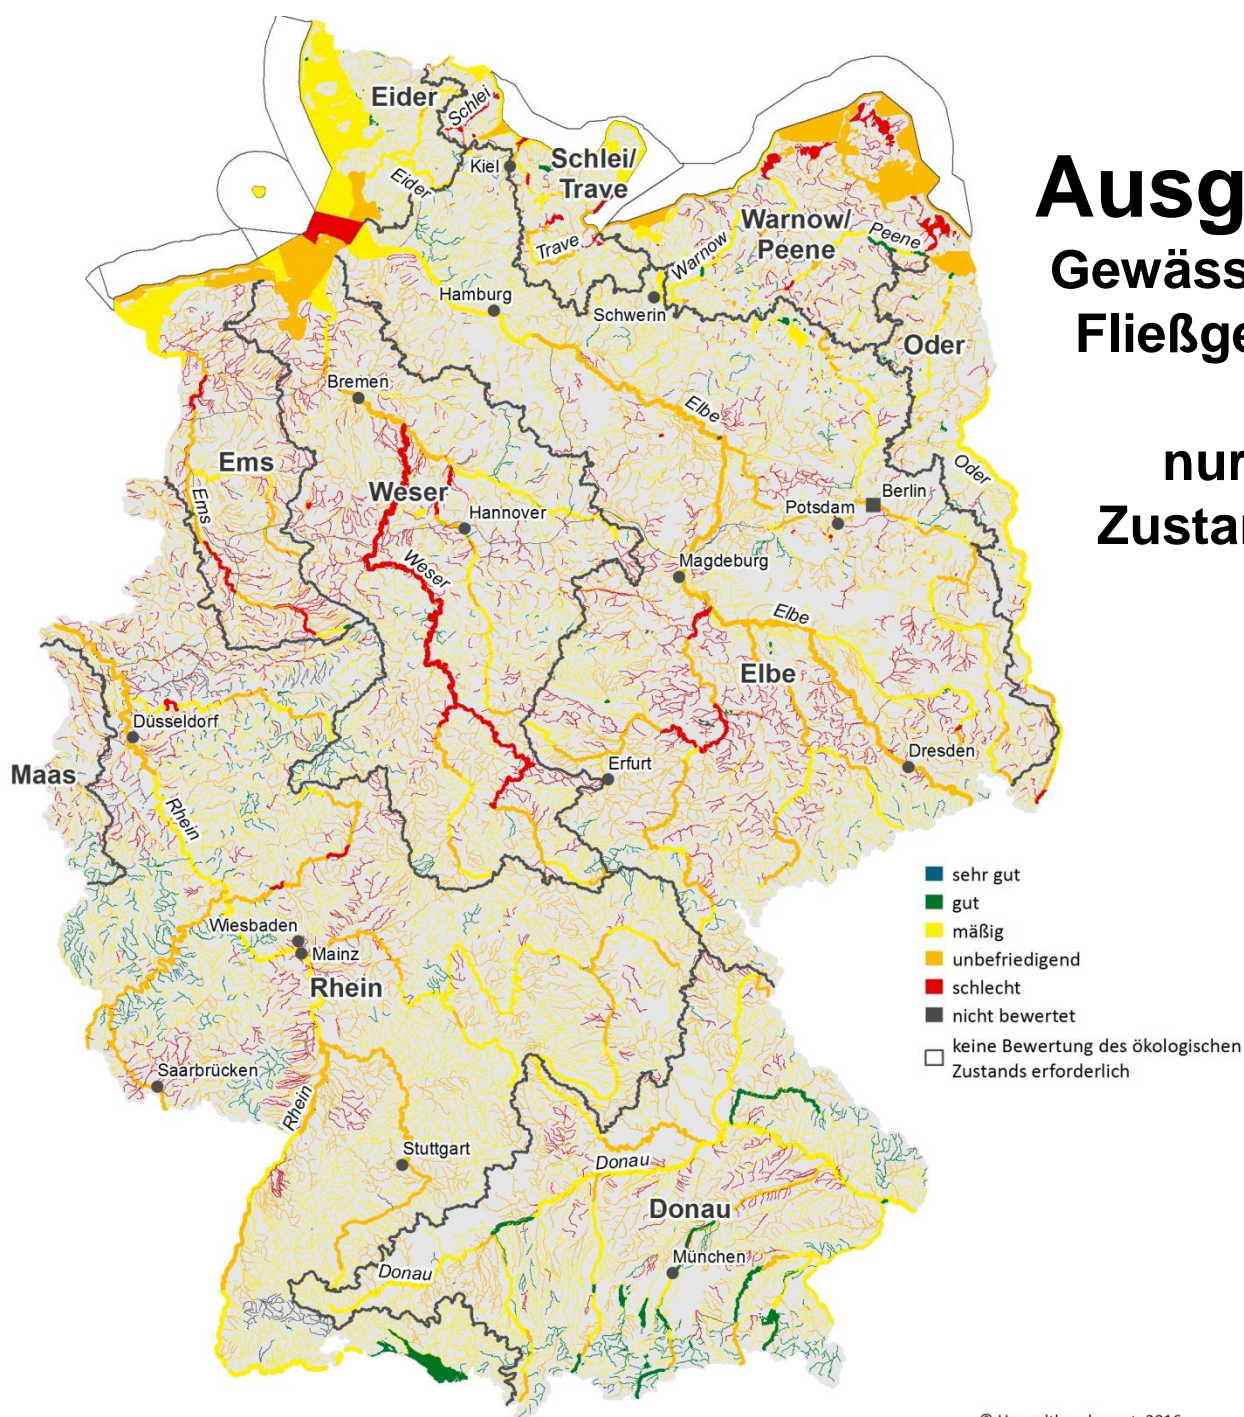 Ausg
Gewäss
Fließge
nur
Zustan
Eider
Schlei
Kiel
Schlei/
Trave
Eider
Warnow/
Peene
Peene
Trave
Warnow
Hamburg
Schwerin
Oder
Bremen
Elbe
Ems
Weser
Oder
Berlin
Ems
Potsdam
Hannover
Weser
Magdeburg
Elbe
Elbe
Düsseldorf
Dresden
Maas
Erfurt
Rhein
sehr gut
gut
mäßig
unbefriedigend
schlecht
nicht bewertet
keine Bewertung des ökologischen
Zustands erforderlich
Wiesbaden
Mainz
Rhein
Saarbrücken
Rhein
Stuttgart
Donau
Donau
München
Donau